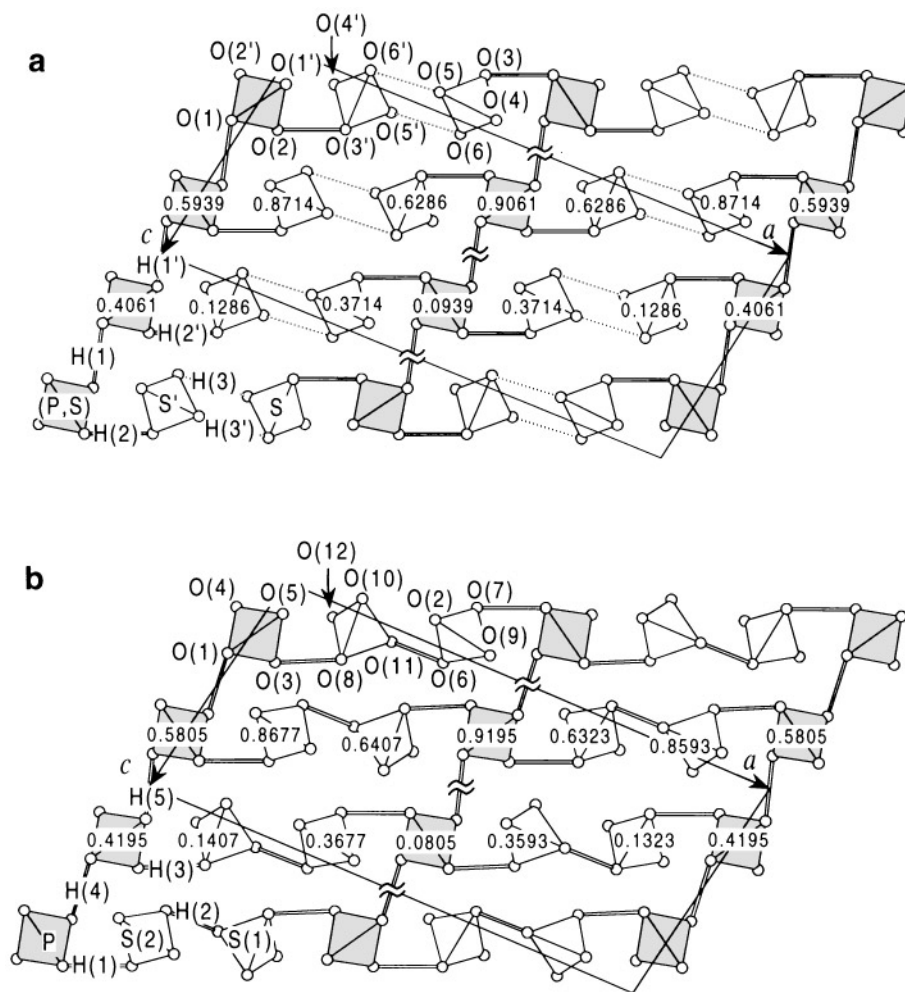 a
O(4')
O(2') O(1') O(6') O(5) O(3)
O(1) O(4)
O(2) O(3') O(5') O(6)
0.5939 0.8714 0.6286 0.9061 0.6286 0.8714 0.5939
c a
H(1')
0.4061 0.1286 0.3714 0.0939 0.3714 0.1286 0.4061
H(2')
H(1)
H(3)
(P,S) S' S
H(2) H(3')
b
O(12)
O(4) O(5) O(10) O(2) O(7)
O(1) O(9)
O(3) O(8) O(11) O(6)
0.5805 0.8677 0.6407 0.9195 0.6323 0.8593 0.5805
c a
H(5)
0.4195 0.1407 0.3677 0.0805 0.3593 0.1323 0.4195
H(3)
H(4)
H(2)
P S(2) S(1)
H(1)